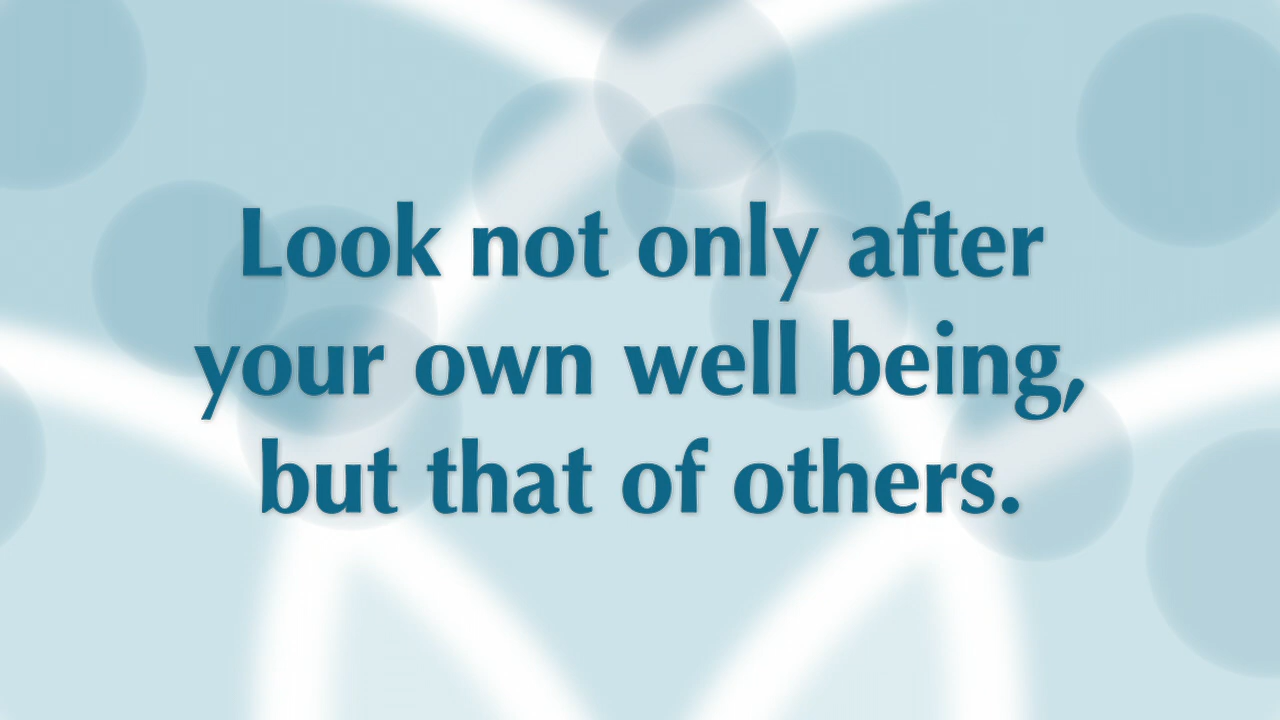 Look not only after
your own well being,
but that of others.